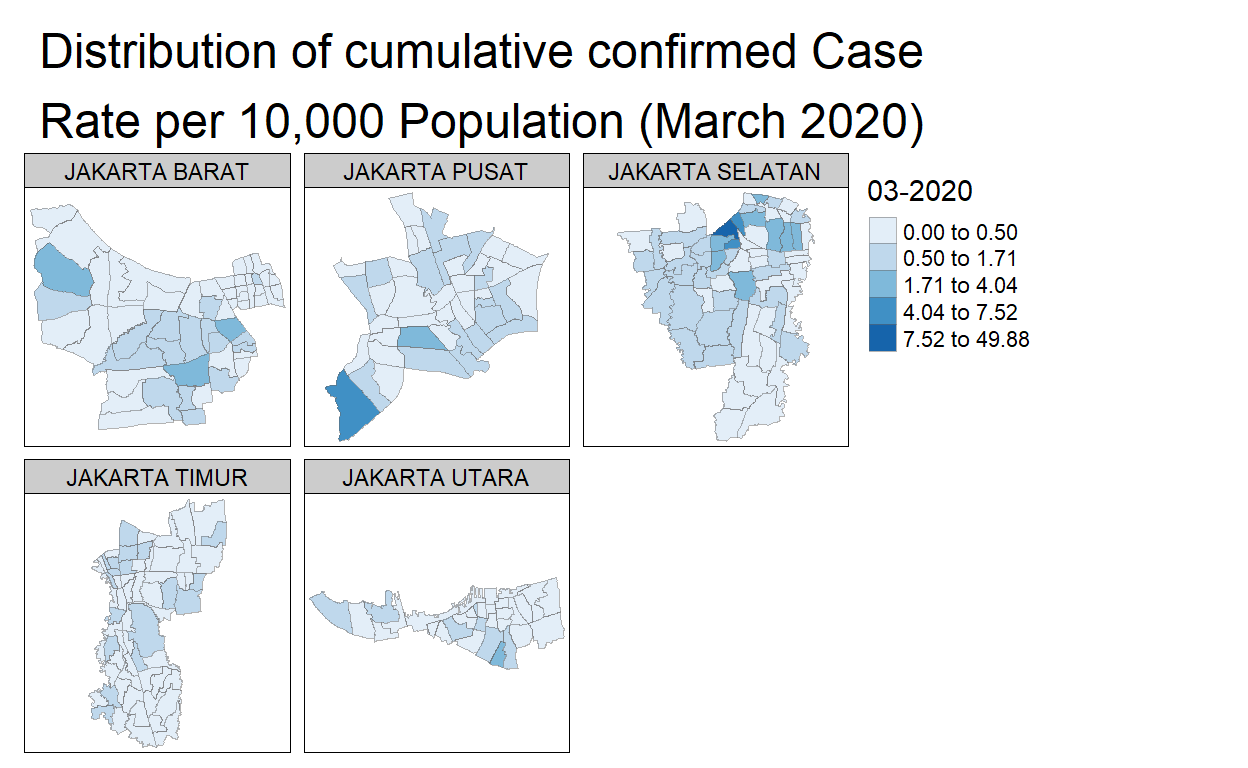 Distribution of cumulative confirmed Case
Rate per 10,000 Population (March 2020)
JAKARTA BARAT
JAKARTA PUSAT
JAKARTA SELATAN
03-2020
0.00 to 0.50
0.50 to 1.71
1.71 to 4.04
4.04 to 7.52
7.52 to 49.88
JAKARTA TIMUR
JAKARTA UTARA